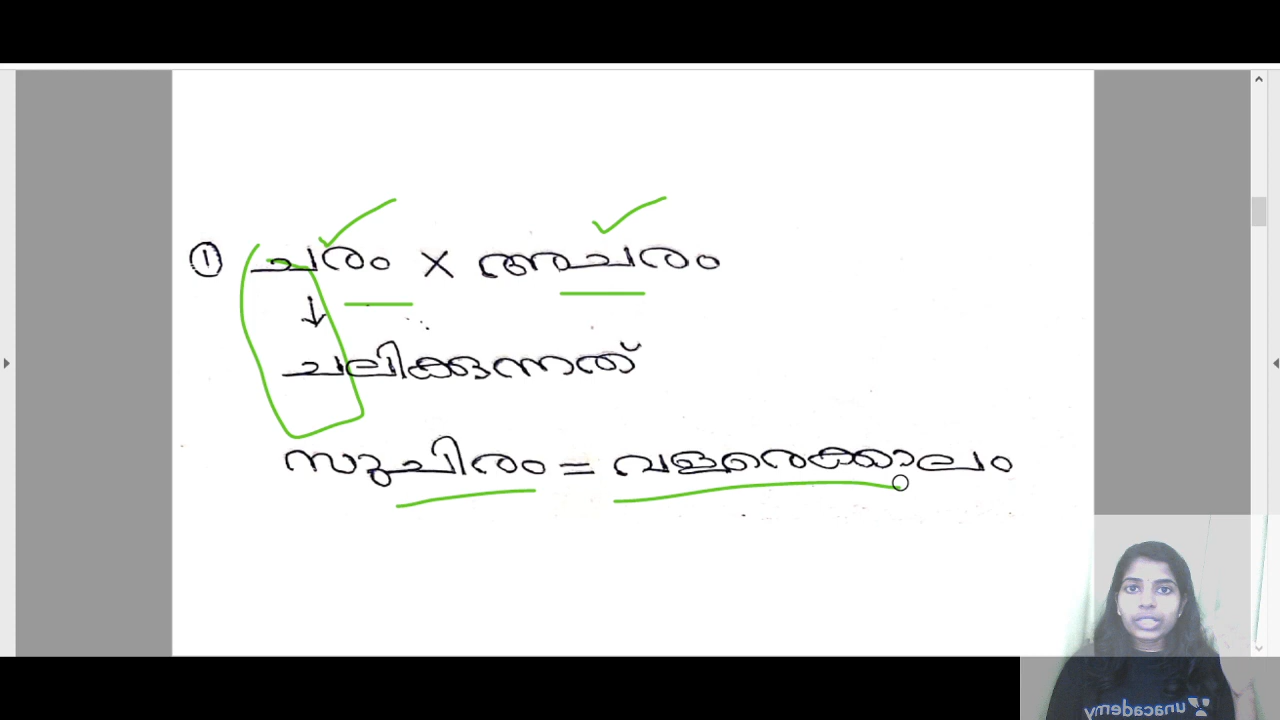 ① ചരം × അചരം
↓
ചലിക്കുന്നത്
സുചിരം = വളരെക്കാലം
unacademy